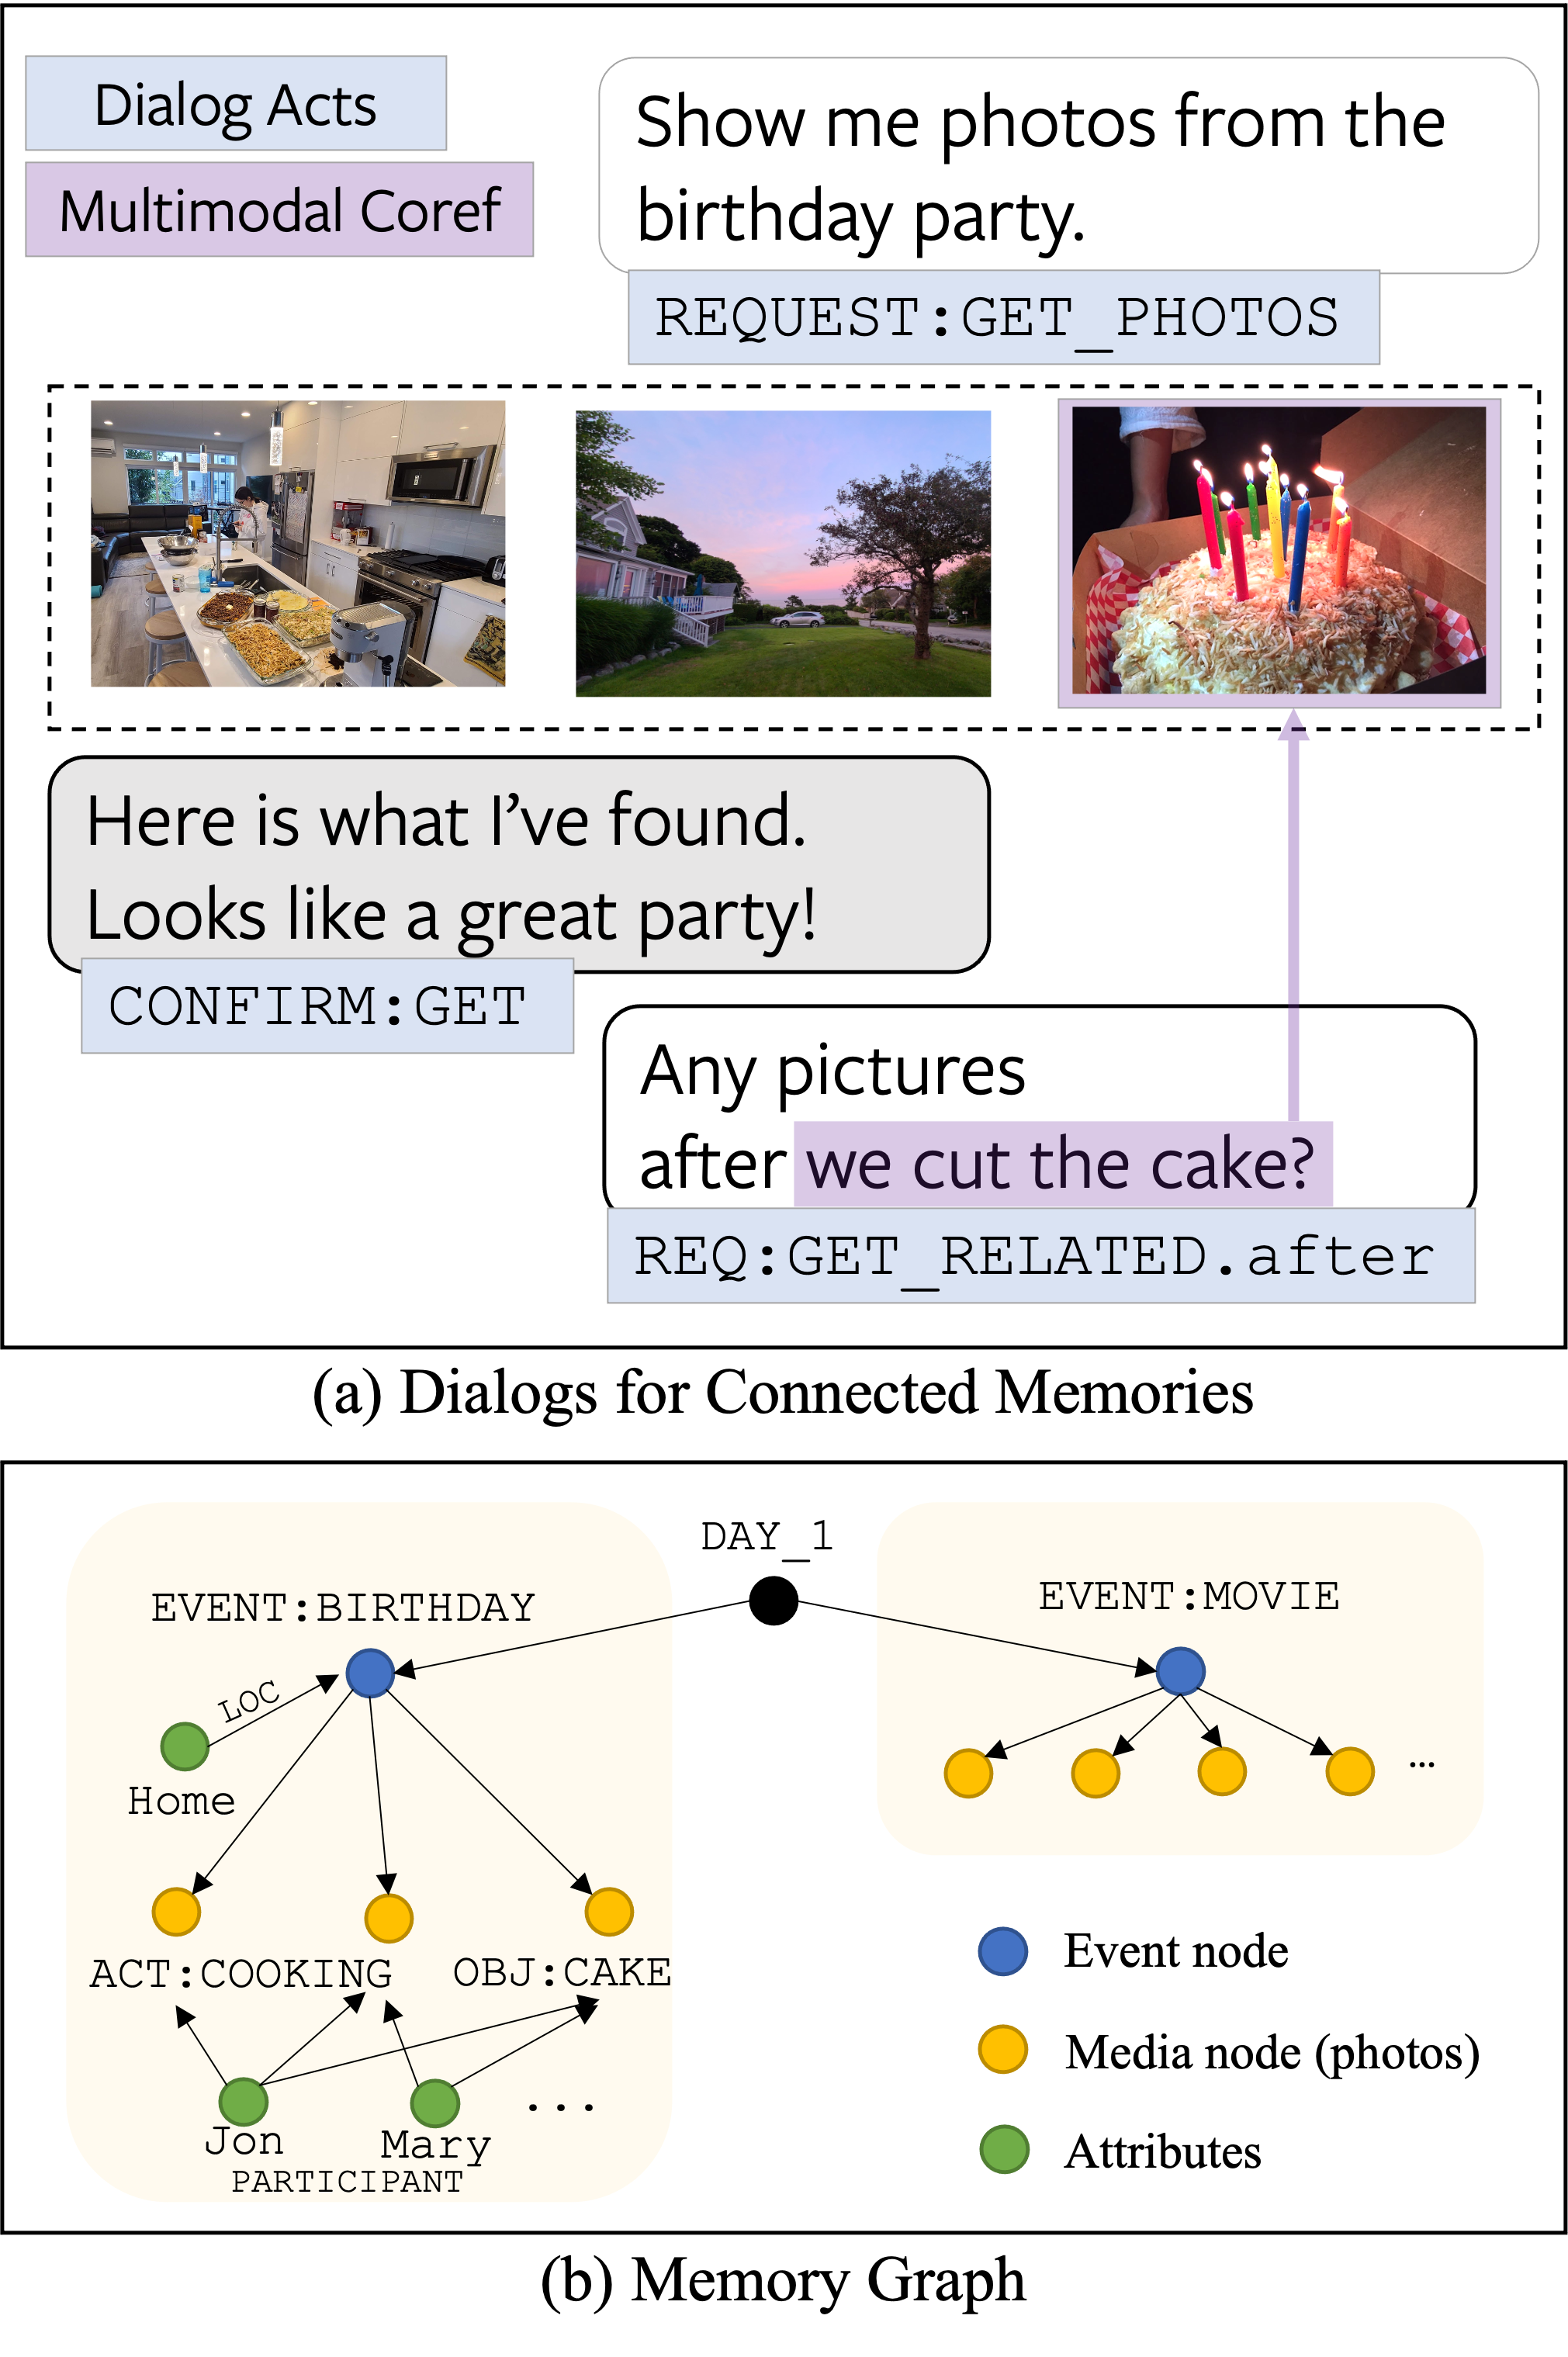 Dialog Acts
Multimodal Coref
Show me photos from the
birthday party.
REQUEST:GET_PHOTOS
Here is what I’ve found.
Looks like a great party!
CONFIRM:GET
Any pictures
after we cut the cake?
REQ:GET_RELATED.after
(a) Dialogs for Connected Memories
DAY_1
EVENT:BIRTHDAY
EVENT:MOVIE
LOC
Home
...
ACT:COOKING
OBJ:CAKE
Event node
Media node (photos)
Attributes
Jon
Mary
...
PARTICIPANT
(b) Memory Graph